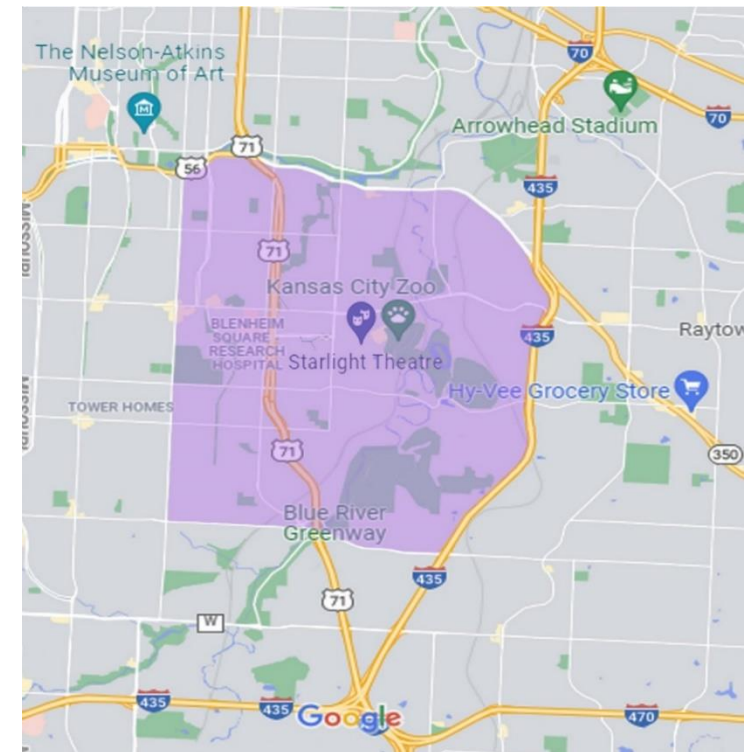 The Nelson-Atkins
Museum of Art
70
Arrowhead Stadium
70
71
56
435
71
Kansas City Zoo
BLENHEIM
SQUARE
RESEARCH
HOSPITAL
Starlight Theatre
435
Raytow
Hy-Vee Grocery Store
TOWER HOMES
71
350
Blue River
Greenway
435
71
W
435
435
Google
470
Missouri
Missouri